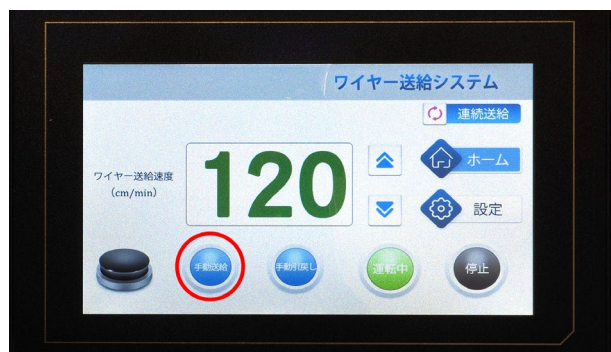 ワイヤー送給システム
連続送給
ワイヤー送給速度
(cm/min)
120
ホーム
設定
手動送給
手動引戻し
運転中
停止